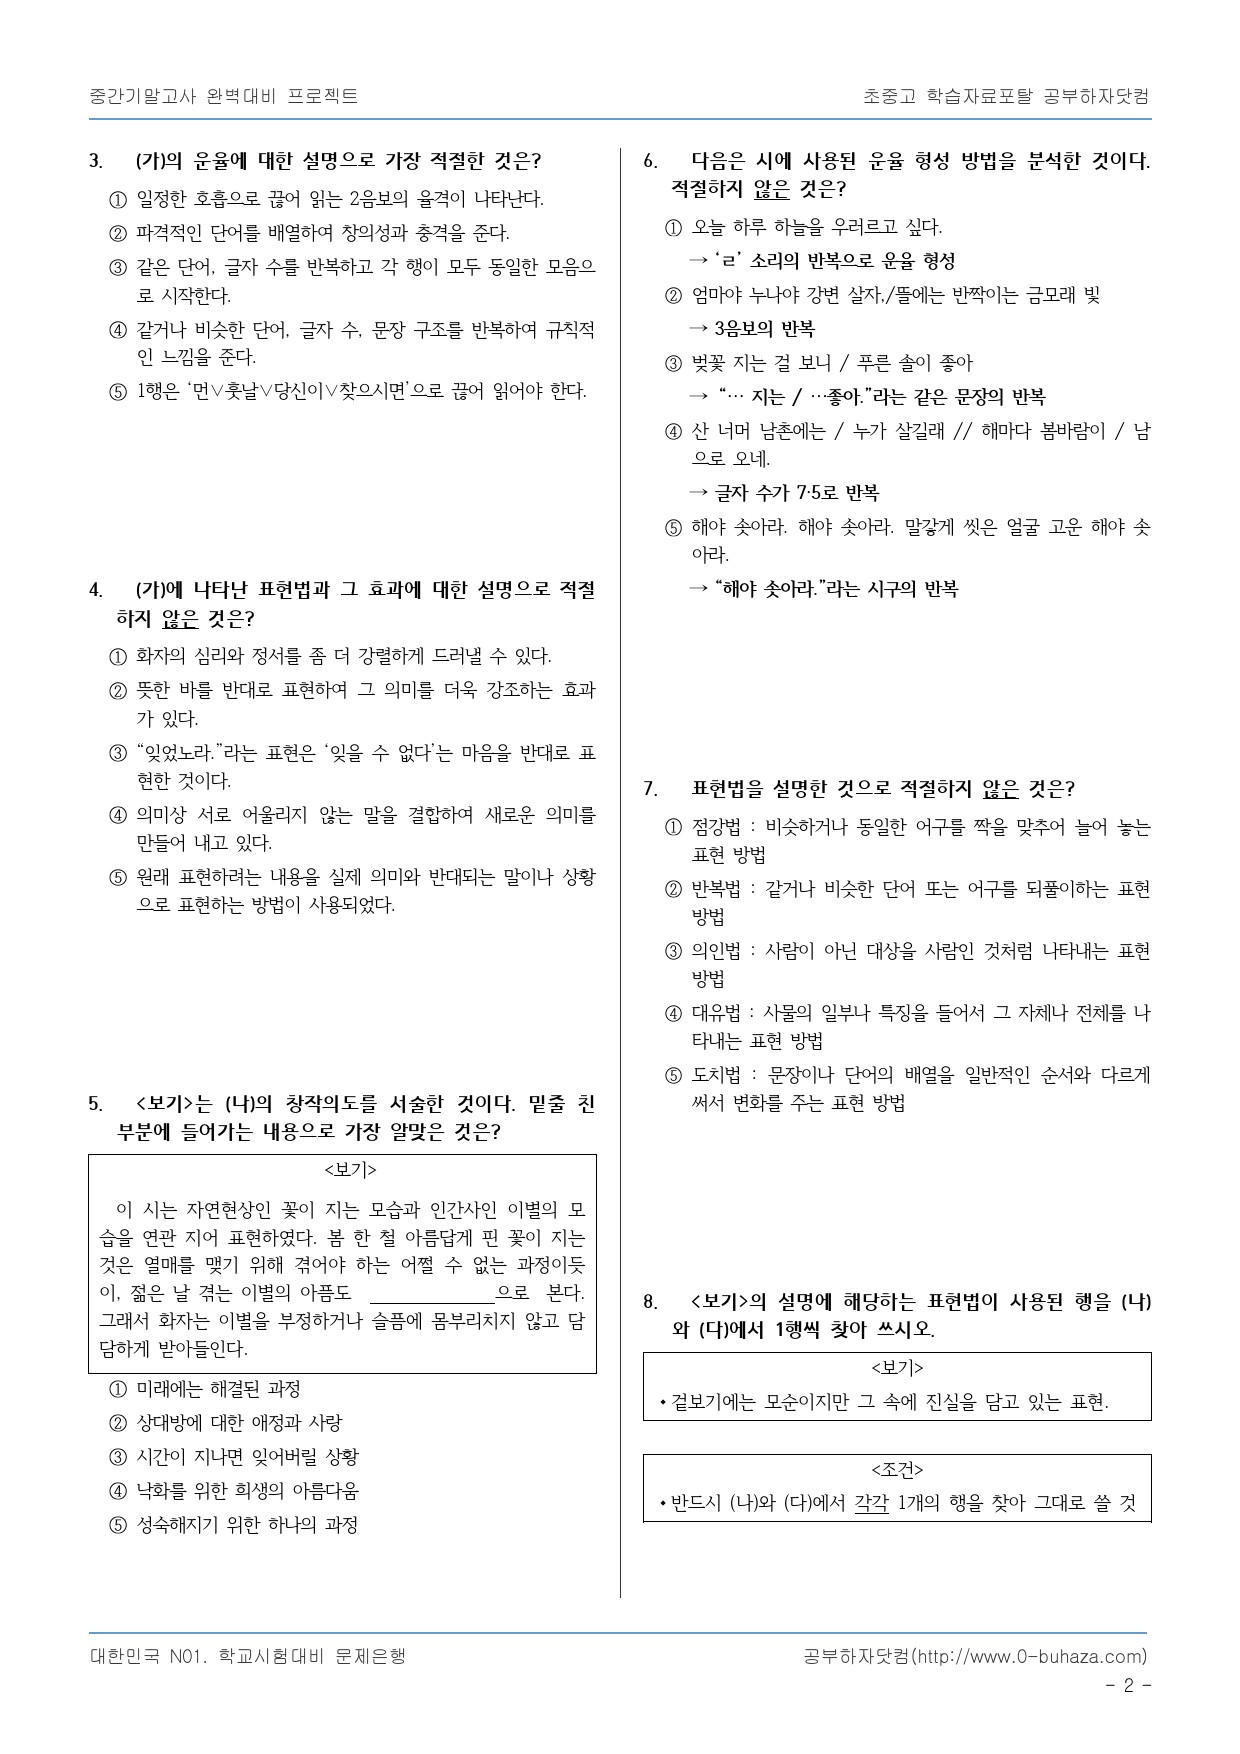 중간기말고사 완벽대비 프로젝트
초중고 학습자료포탈 공부하자닷컴
3. (가)의 운율에 대한 설명으로 가장 적절한 것은?
① 일정한 호흡으로 끊어 읽는 2음보의 율격이 나타난다.
② 파격적인 단어를 배열하여 창의성과 충격을 준다.
③ 같은 단어, 글자 수를 반복하고 각 행이 모두 동일한 모음으
로 시작한다.
④ 같거나 비슷한 단어, 글자 수, 문장 구조를 반복하여 규칙적
인 느낌을 준다.
⑤ 1행은 ‘먼∨훗날∨당신이∨찾으시면’으로 끊어 읽어야 한다.
4. (가)에 나타난 표현법과 그 효과에 대한 설명으로 적절
하지 않은 것은?
① 화자의 심리와 정서를 좀 더 강렬하게 드러낼 수 있다.
② 뜻한 바를 반대로 표현하여 그 의미를 더욱 강조하는 효과
가 있다.
③ “잊었노라.”라는 표현은 ‘잊을 수 없다’는 마음을 반대로 표
현한 것이다.
④ 의미상 서로 어울리지 않는 말을 결합하여 새로운 의미를
만들어 내고 있다.
⑤ 원래 표현하려는 내용을 실제 의미와 반대되는 말이나 상황
으로 표현하는 방법이 사용되었다.
5. <보기>는 (나)의 창작의도를 서술한 것이다. 밑줄 친
부분에 들어가는 내용으로 가장 알맞은 것은?
<보기>
이 시는 자연현상인 꽃이 지는 모습과 인간사인 이별의 모
습을 연관 지어 표현하였다. 봄 한 철 아름답게 핀 꽃이 지는
것은 열매를 맺기 위해 겪어야 하는 어쩔 수 없는 과정이듯
이, 젊은 날 겪는 이별의 아픔도 ____________으로 본다.
그래서 화자는 이별을 부정하거나 슬픔에 몸부리치지 않고 담
담하게 받아들인다.
① 미래에는 해결된 과정
② 상대방에 대한 애정과 사랑
③ 시간이 지나면 잊어버릴 상황
④ 낙화를 위한 희생의 아름다움
⑤ 성숙해지기 위한 하나의 과정
6. 다음은 시에 사용된 운율 형성 방법을 분석한 것이다.
적절하지 않은 것은?
① 오늘 하루 하늘을 우러르고 싶다.
→ ‘ㄹ’ 소리의 반복으로 운율 형성
② 엄마야 누나야 강변 살자,/뜰에는 반짝이는 금모래 빛
→ 3음보의 반복
③ 벚꽃 지는 걸 보니 / 푸른 솔이 좋아
→ “… 지는 / …좋아.”라는 같은 문장의 반복
④ 산 너머 남촌에는 / 누가 살길래 // 해마다 봄바람이 / 남
으로 오네.
→ 글자 수가 7·5로 반복
⑤ 해야 솟아라. 해야 솟아라. 말갛게 씻은 얼굴 고운 해야 솟
아라.
→ “해야 솟아라.”라는 시구의 반복
7. 표현법을 설명한 것으로 적절하지 않은 것은?
① 점강법 : 비슷하거나 동일한 어구를 짝을 맞추어 늘어 놓는
표현 방법
② 반복법 : 같거나 비슷한 단어 또는 어구를 되풀이하는 표현
방법
③ 의인법 : 사람이 아닌 대상을 사람인 것처럼 나타내는 표현
방법
④ 대유법 : 사물의 일부나 특징을 들어서 그 자체나 전체를 나
타내는 표현 방법
⑤ 도치법 : 문장이나 단어의 배열을 일반적인 순서와 다르게
써서 변화를 주는 표현 방법
8. <보기>의 설명에 해당하는 표현법이 사용된 행을 (나)
와 (다)에서 1행씩 찾아 쓰시오.
<보기>
• 겉보기에는 모순이지만 그 속에 진실을 담고 있는 표현.
<조건>
• 반드시 (나)와 (다)에서 각각 1개의 행을 찾아 그대로 쓸 것
대한민국 N01. 학교시험대비 문제은행
공부하자닷컴(http://www.0-buhaza.com)
- 2 -